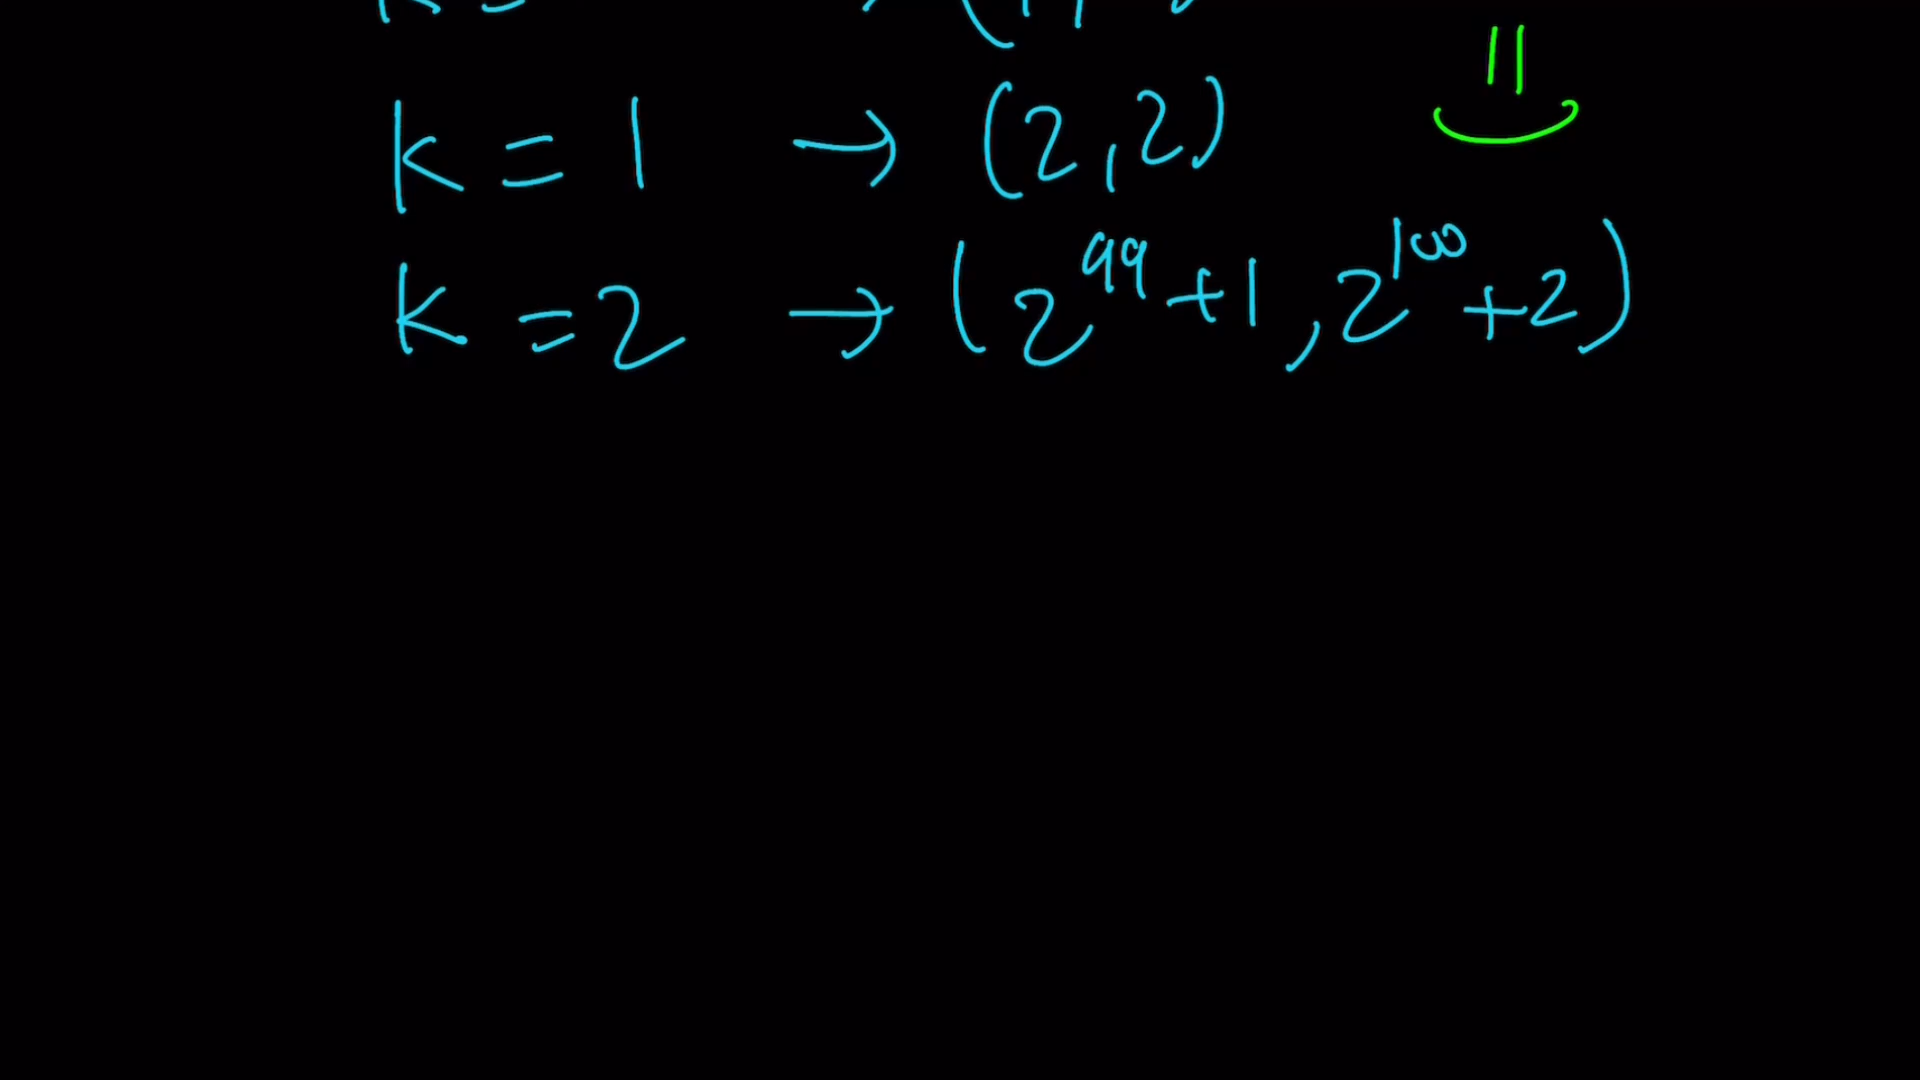 k = 1 → (2,2)
k = 2 → (2^99 + 1, 2^100 + 2)